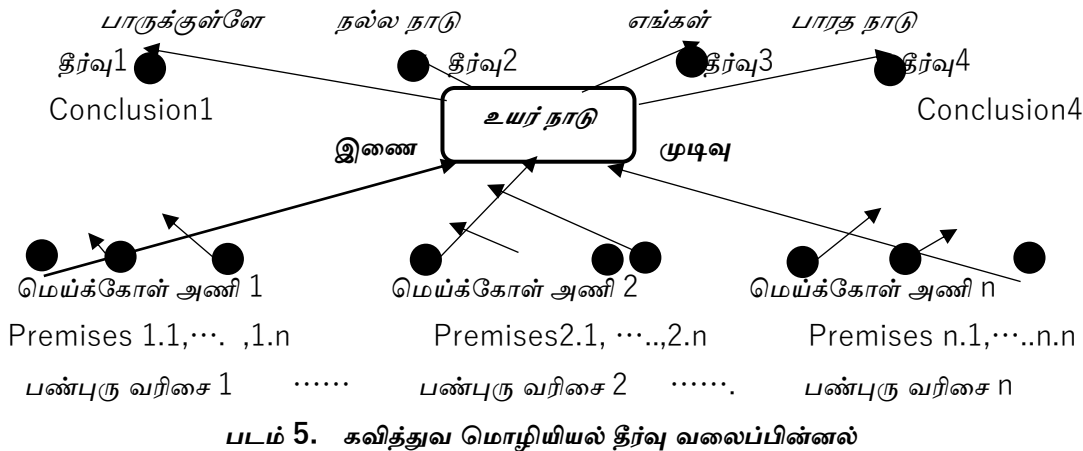 பாருக்குள்ளே நல்ல நாடு எங்கள் பாரத நாடு
தீர்வு1 தீர்வு2 தீர்வு3 தீர்வு4
Conclusion1 உயர் நாடு Conclusion4
இணை முடிவு
மெய்க்கோள் அணி 1 மெய்க்கோள் அணி 2 மெய்க்கோள் அணி n
Premises 1.1,…. ,1.n Premises2.1, …..,2.n Premises n.1,…..n.n
பண்புரு வரிசை 1 …… பண்புரு வரிசை 2 ……. பண்புரு வரிசை n
படம் 5. கவித்துவ மொழியியல் தீர்வு வலைப்பின்னல்